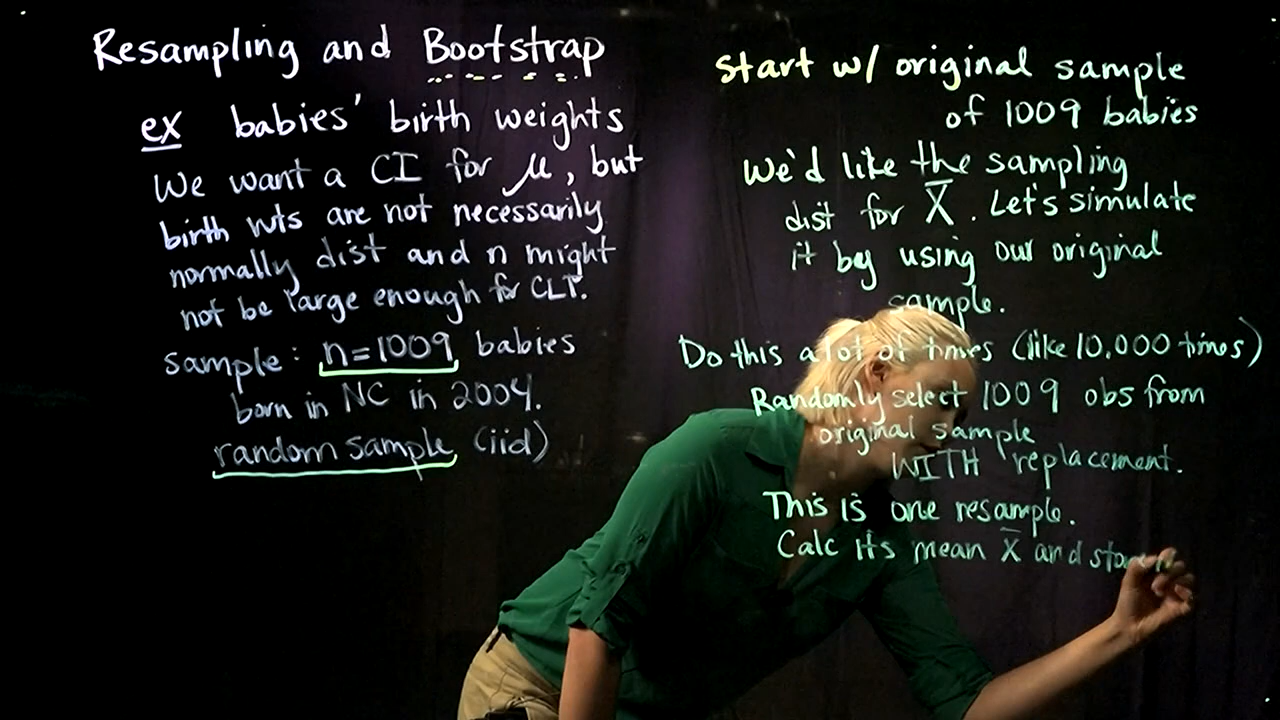 Resampling and Bootstrap
ex babies' birth weights
We want a CI for μ, but
birth wts are not necessarily
normally dist and n might
not be large enough for CLT.
sample: n=1009 babies
born in NC in 2004.
random sample (iid)
start w/ original sample
of 1009 babies
We'd like the sampling
dist for X̅. Let's simulate
it by using our original
sample.
Do this a lot of times (like 10,000 times)
Randomly select 1009 obs from
original sample
WITH replacement.
This is one resample.
Calc its mean X̅ and store